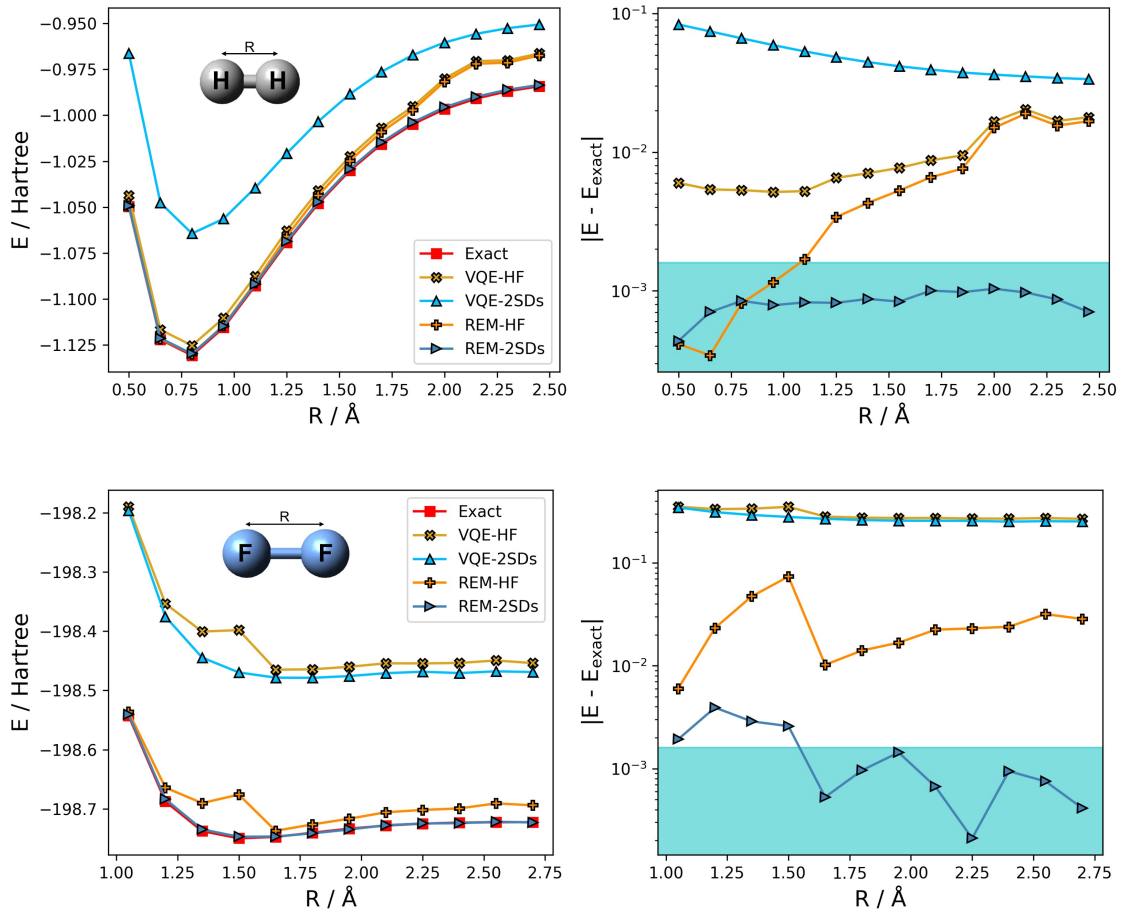 E / Hartree
−0.950
−0.975
−1.000
−1.025
−1.050
−1.075
−1.100
−1.125
R
H H
Exact
VQE-HF
VQE-2SDs
REM-HF
REM-2SDs
0.50 0.75 1.00 1.25 1.50 1.75 2.00 2.25 2.50
R / Å
|E - E_exact|
10⁻¹
10⁻²
10⁻³
0.50 0.75 1.00 1.25 1.50 1.75 2.00 2.25 2.50
R / Å
E / Hartree
−198.2
−198.3
−198.4
−198.5
−198.6
−198.7
R
F F
Exact
VQE-HF
VQE-2SDs
REM-HF
REM-2SDs
1.00 1.25 1.50 1.75 2.00 2.25 2.50 2.75
R / Å
|E - E_exact|
10⁻¹
10⁻²
10⁻³
1.00 1.25 1.50 1.75 2.00 2.25 2.50 2.75
R / Å